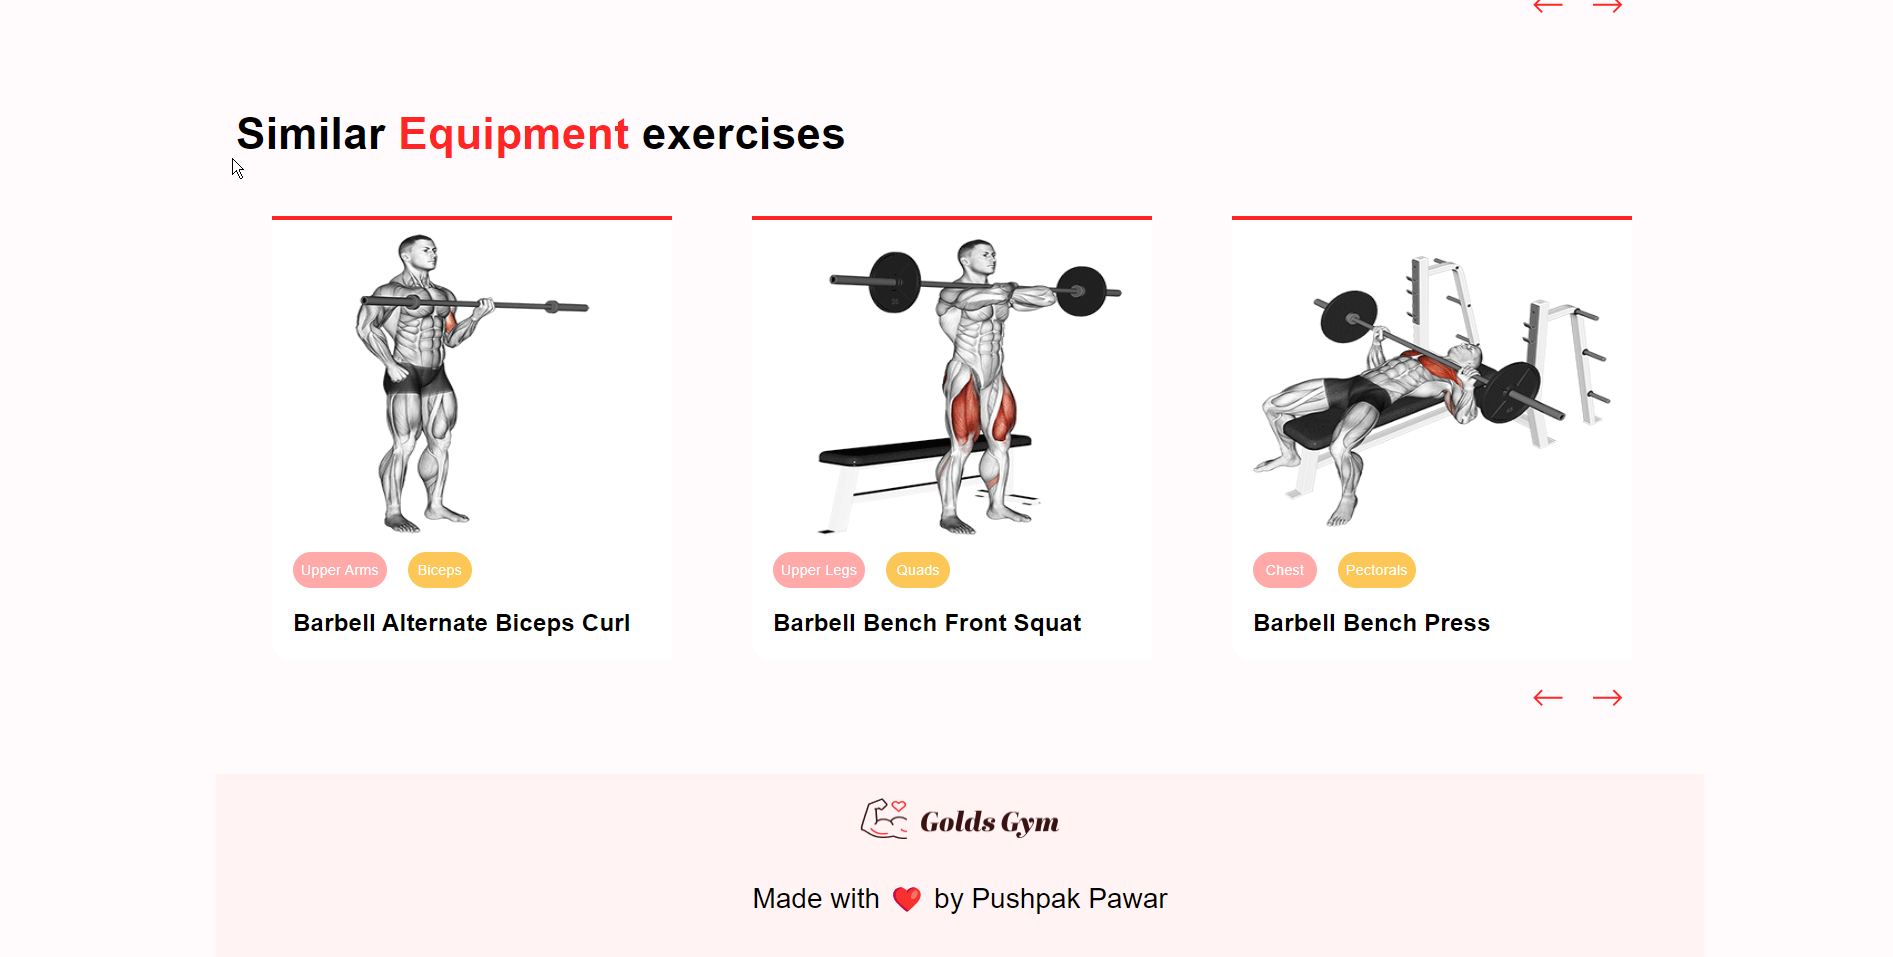 Similar Equipment exercises
Upper Arms
Biceps
Barbell Alternate Biceps Curl
Upper Legs
Quads
Barbell Bench Front Squat
Chest
Pectorals
Barbell Bench Press
Golds Gym
Made with ❤️ by Pushpak Pawar